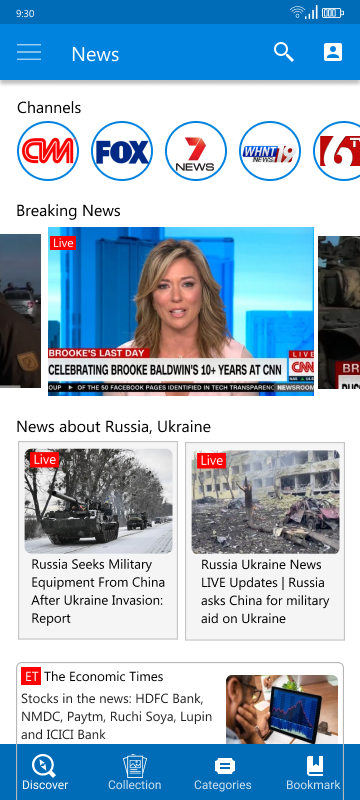 9:30
News
Channels
CNN
FOX
7
NEWS
WHNT
NEWS 19
6
Breaking News
Live
BROOKE'S LAST DAY
LIVE
CELEBRATING BROOKE BALDWIN'S 10+ YEARS AT CNN
CNN
OF THE 50 FACEBOOK PAGES IDENTIFIED IN TECH TRANSPARENC
NEWSROOM
BR
News about Russia, Ukraine
Live
Russia Seeks Military
Equipment From China
After Ukraine Invasion:
Report
Live
Russia Ukraine News
LIVE Updates | Russia
asks China for military
aid on Ukraine
ET The Economic Times
Stocks in the news: HDFC Bank,
NMDC, Paytm, Ruchi Soya, Lupin
and ICICI Bank
Discover
Collection
Categories
Bookmark